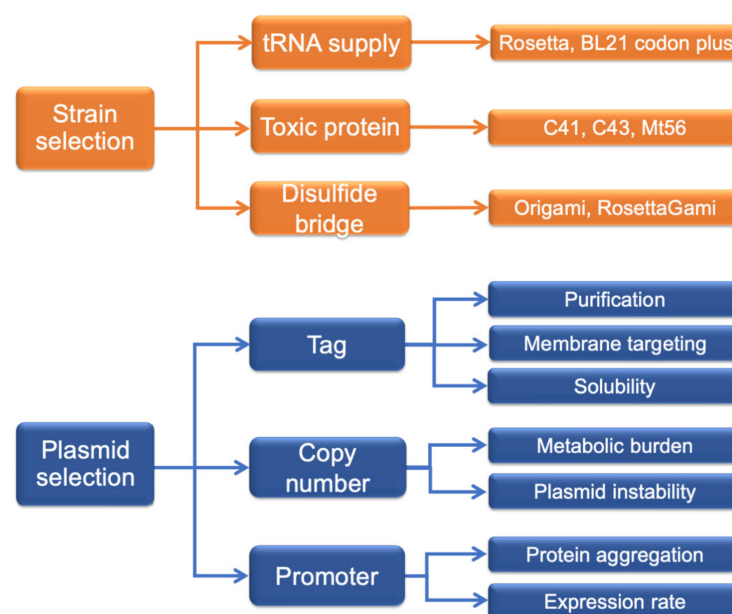 tRNA supply
Rosetta, BL21 codon plus
Strain
selection
Toxic protein
C41, C43, Mt56
Disulfide
bridge
Origami, RosettaGami
Plasmid
selection
Tag
Purification
Membrane targeting
Solubility
Copy
number
Metabolic burden
Plasmid instability
Promoter
Protein aggregation
Expression rate